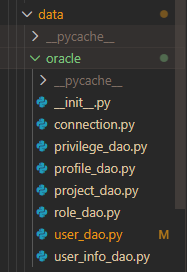 data
__pycache__
oracle
__pycache__
__init__.py
connection.py
privilege_dao.py
profile_dao.py
project_dao.py
role_dao.py
user_dao.py M
user_info_dao.py